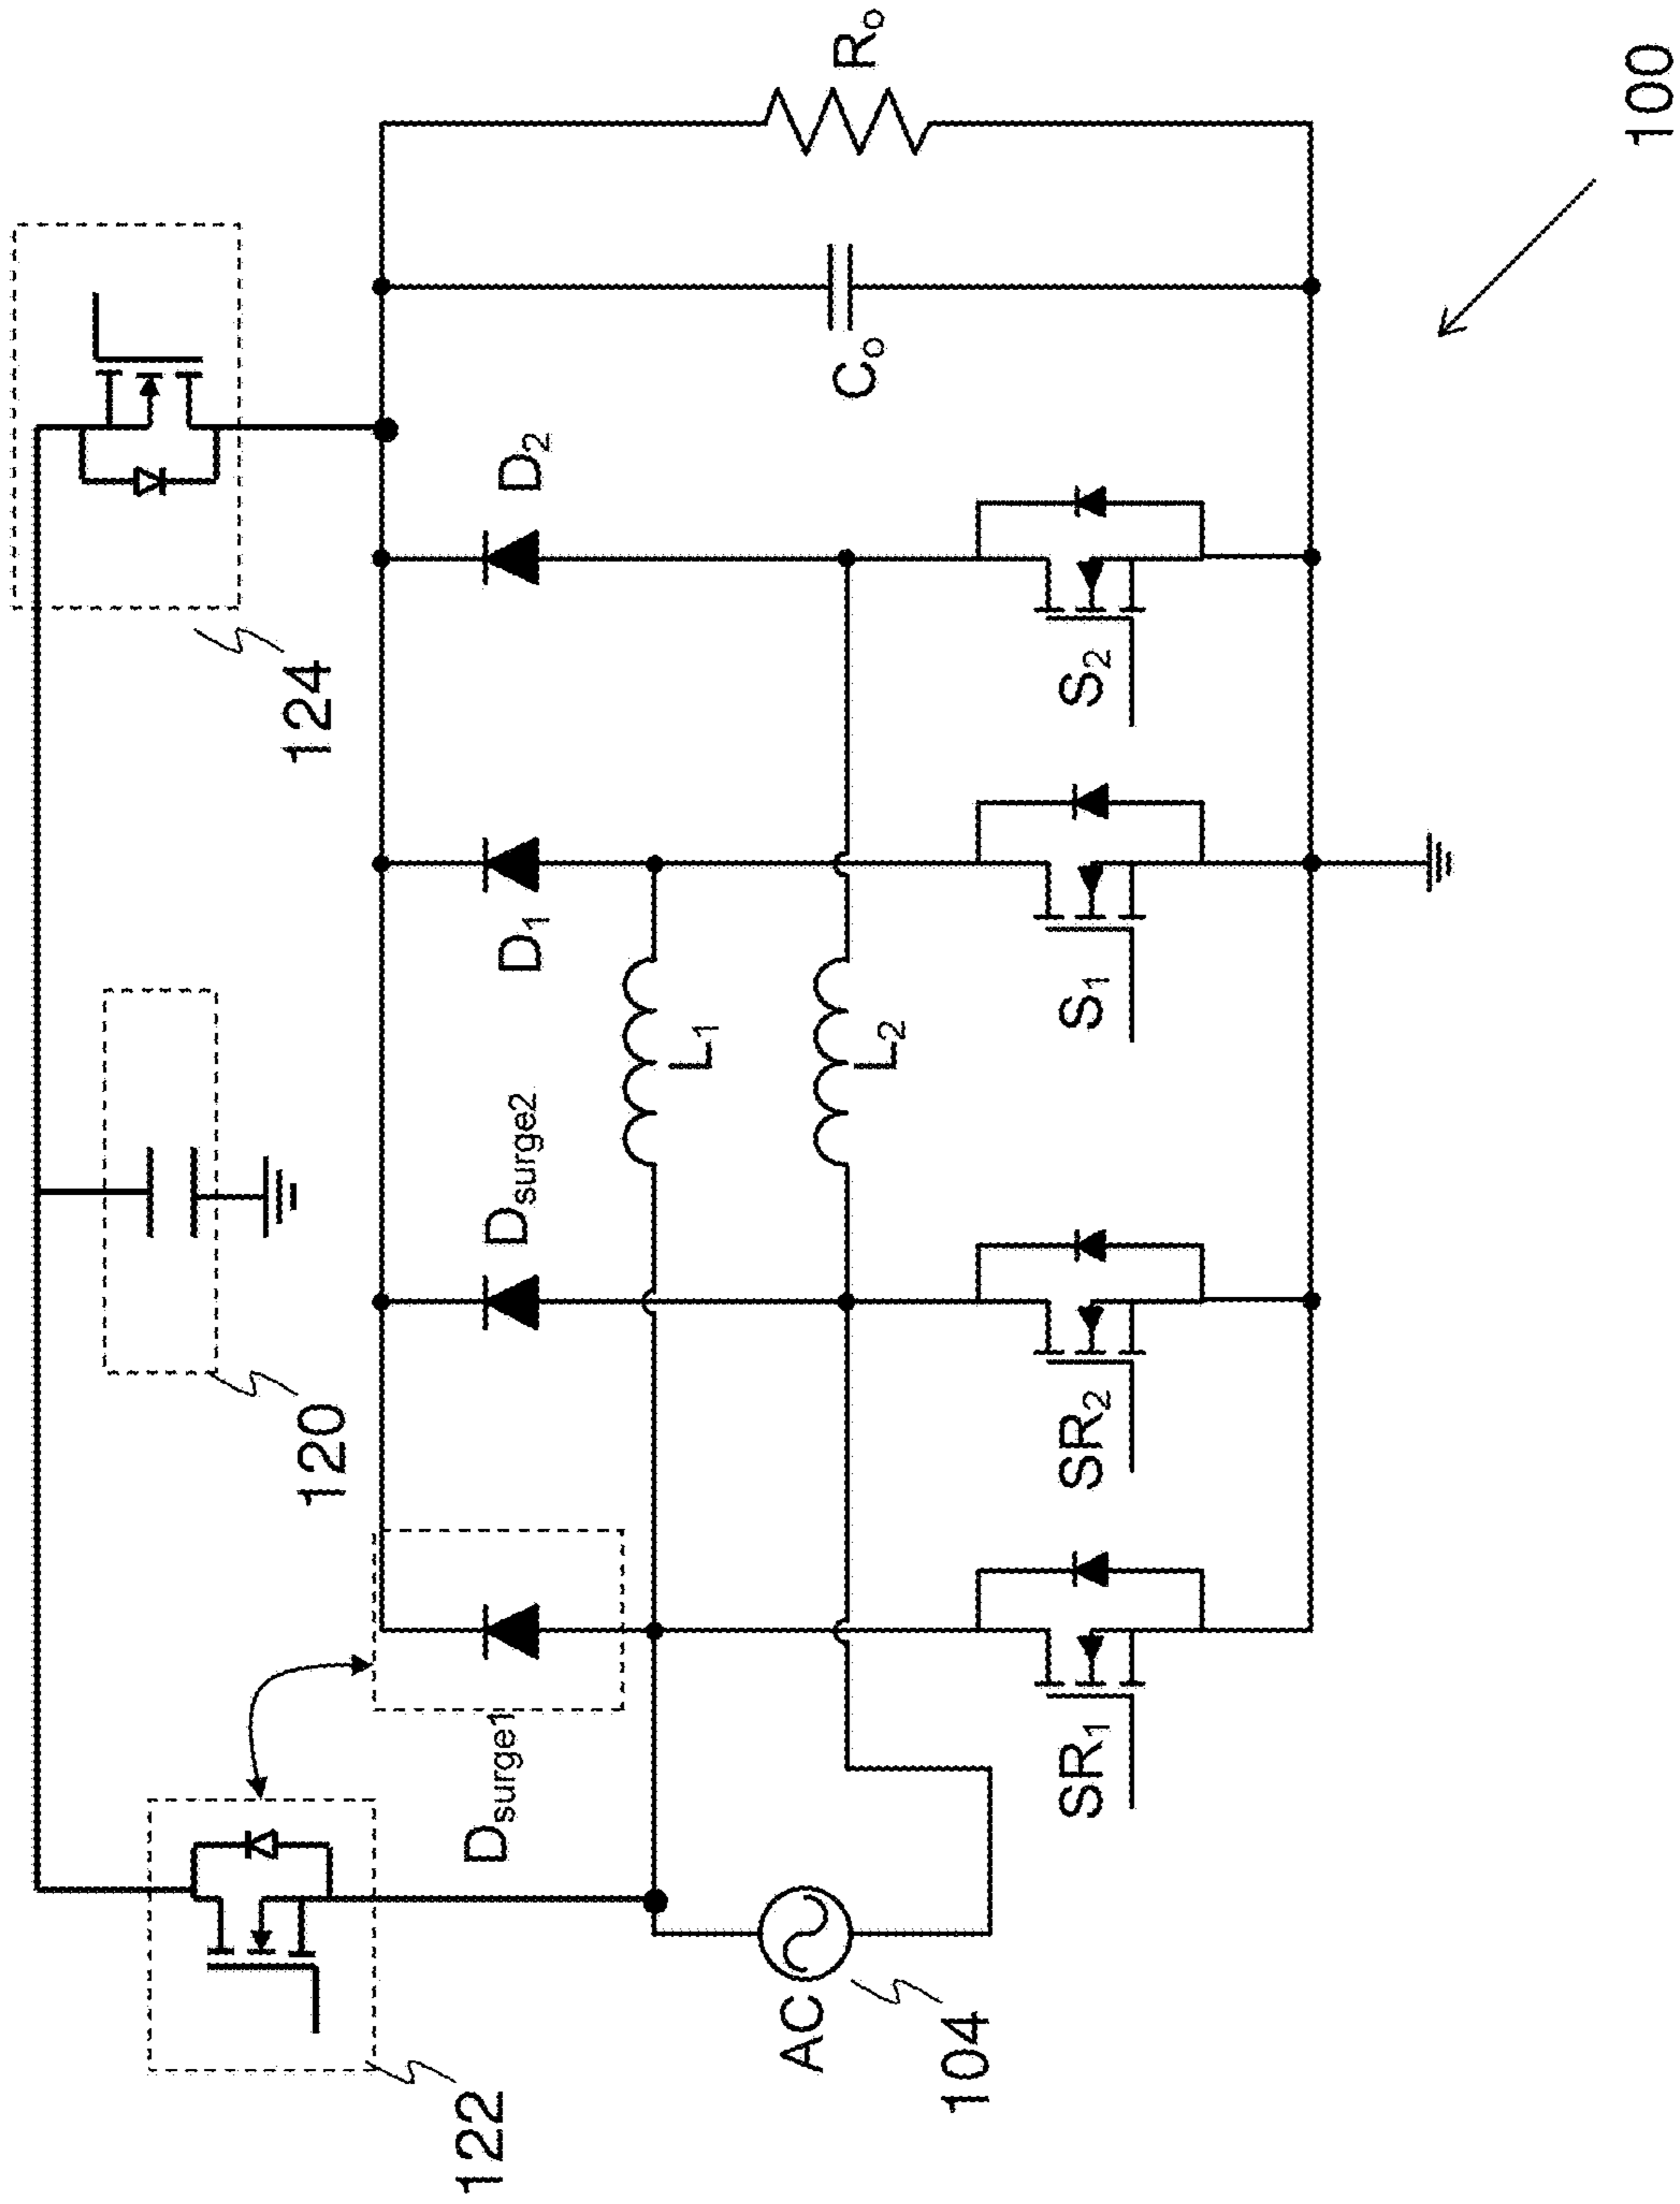 124
120
122
D₂
D₁
Dsurge2
Dsurge1
Rₒ
Cₒ
L₁
L₂
AC
104
S₂
S₁
SR₂
SR₁
100